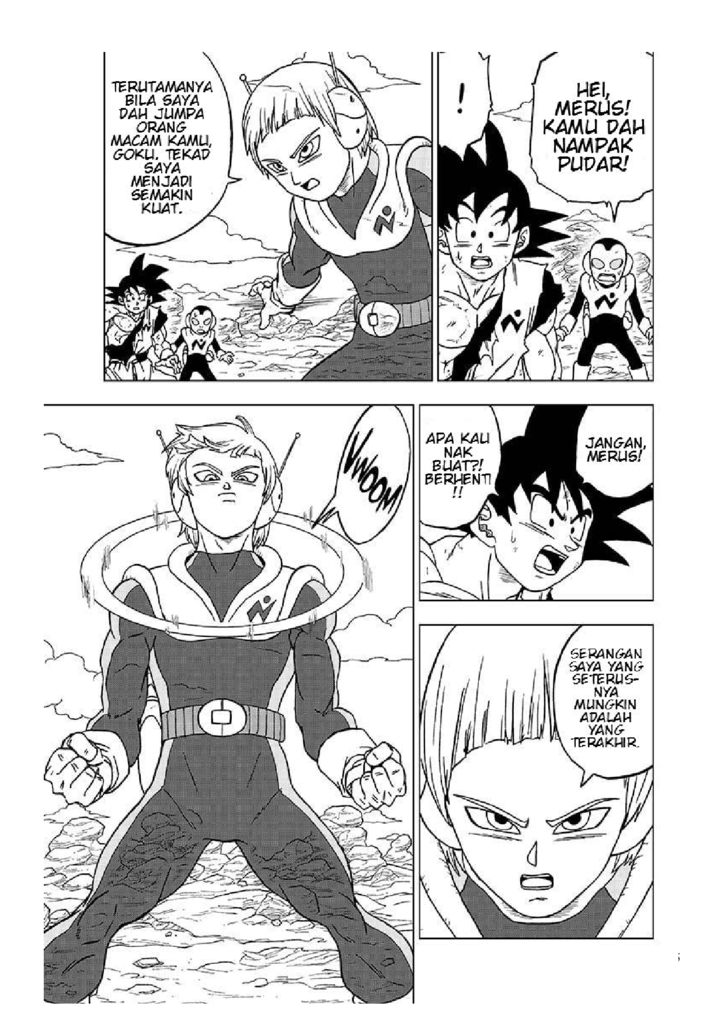 HEI,
MERUS!
KAMU DAH
NAMPAK
PUDAR!
!
TERUTAMANYA
BILA SAYA
DAH JUMPA
ORANG
MACAM KAMU,
GOKU. TEKAD
SAYA
MENJADI
SEMAKIN
KUAT.
JANGAN,
MERUS!
APA KAU
NAK
BUAT?!
BERHENTI
!!
SERANGAN
SAYA YANG
SETERUS-
NYA
MUNGKIN
ADALAH
YANG
TERAKHIR.
VWOOM